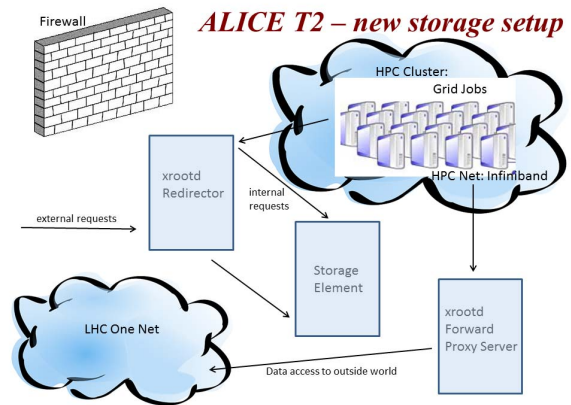 Firewall
ALICE T2 – new storage setup
HPC Cluster:
Grid Jobs
HPC Net: Infiniband
xrootd
Redirector
internal
requests
external requests
Storage
Element
xrootd
Forward
Proxy Server
LHC One Net
Data access to outside world